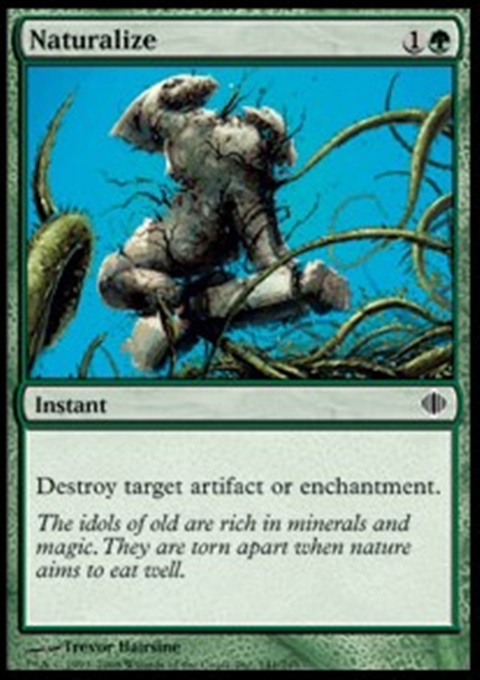 Naturalize 1
Instant
Destroy target artifact or enchantment.
The idols of old are rich in minerals and
magic. They are torn apart when nature
aims to eat well.
Trevor Hairsine